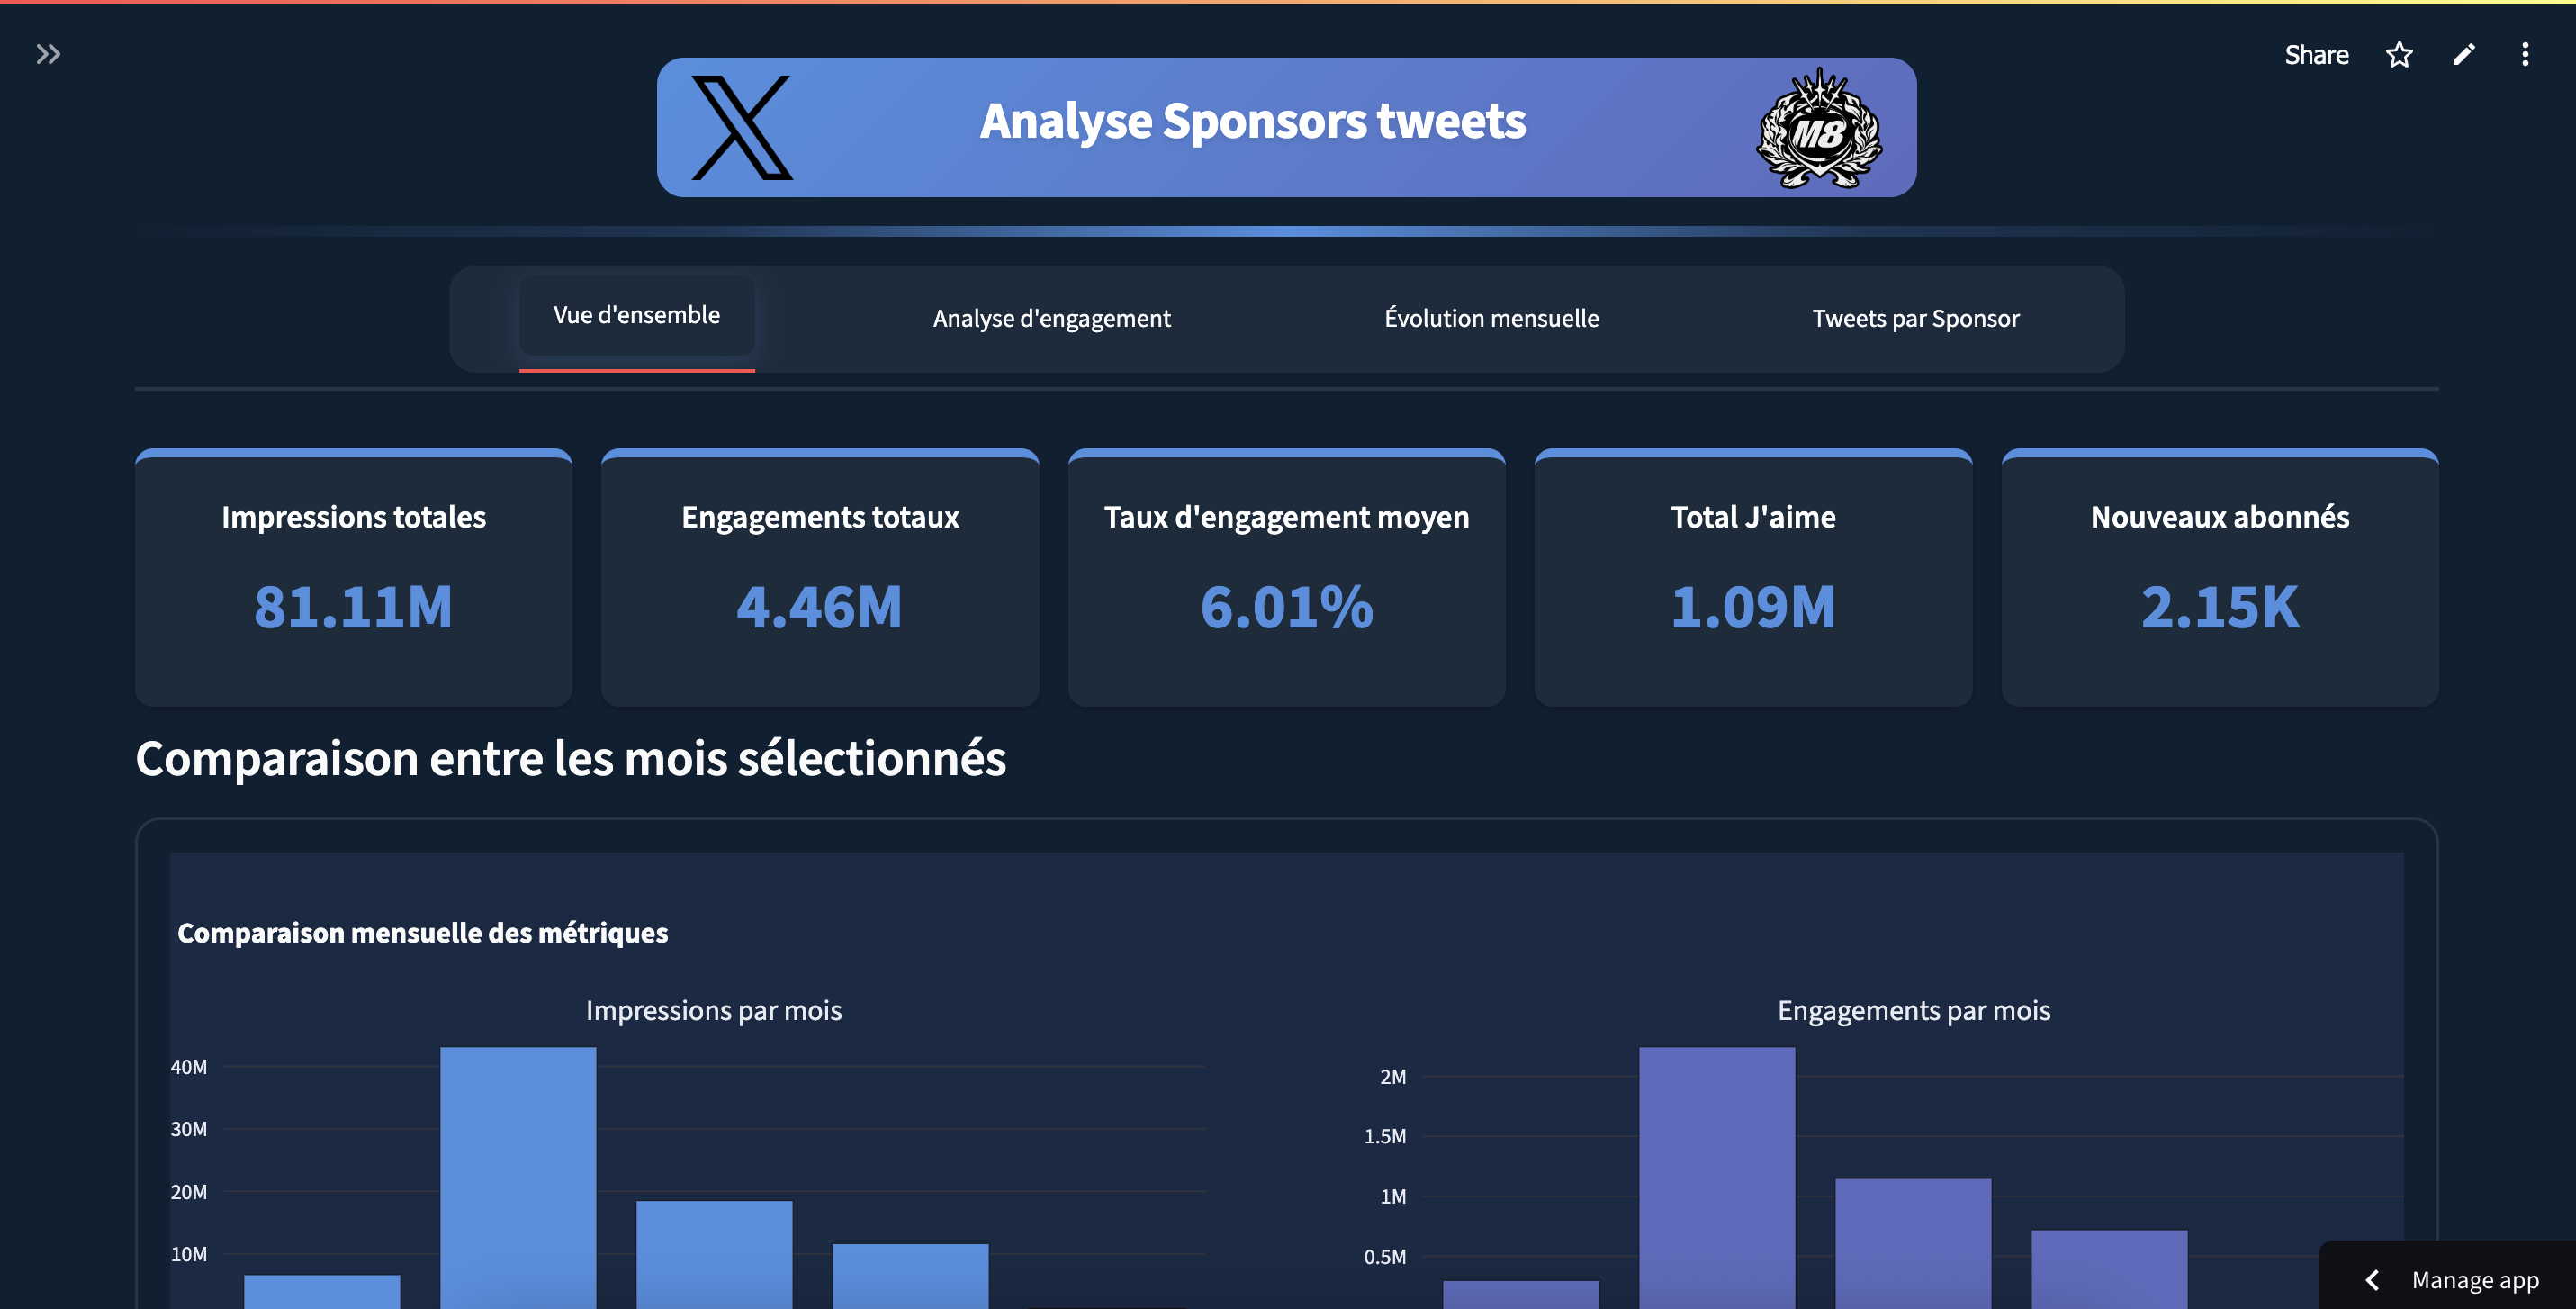 Share
Analyse Sponsors tweets
M8
Vue d'ensemble
Analyse d'engagement
Évolution mensuelle
Tweets par Sponsor
Impressions totales
81.11M
Engagements totaux
4.46M
Taux d'engagement moyen
6.01%
Total J'aime
1.09M
Nouveaux abonnés
2.15K
Comparaison entre les mois sélectionnés
Comparaison mensuelle des métriques
Impressions par mois
40M
30M
20M
10M
Engagements par mois
2M
1.5M
1M
0.5M
Manage app